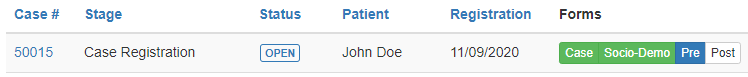 Case # Stage Status Patient Registration Forms
50015 Case Registration OPEN John Doe 11/09/2020 Case Socio-Demo Pre Post